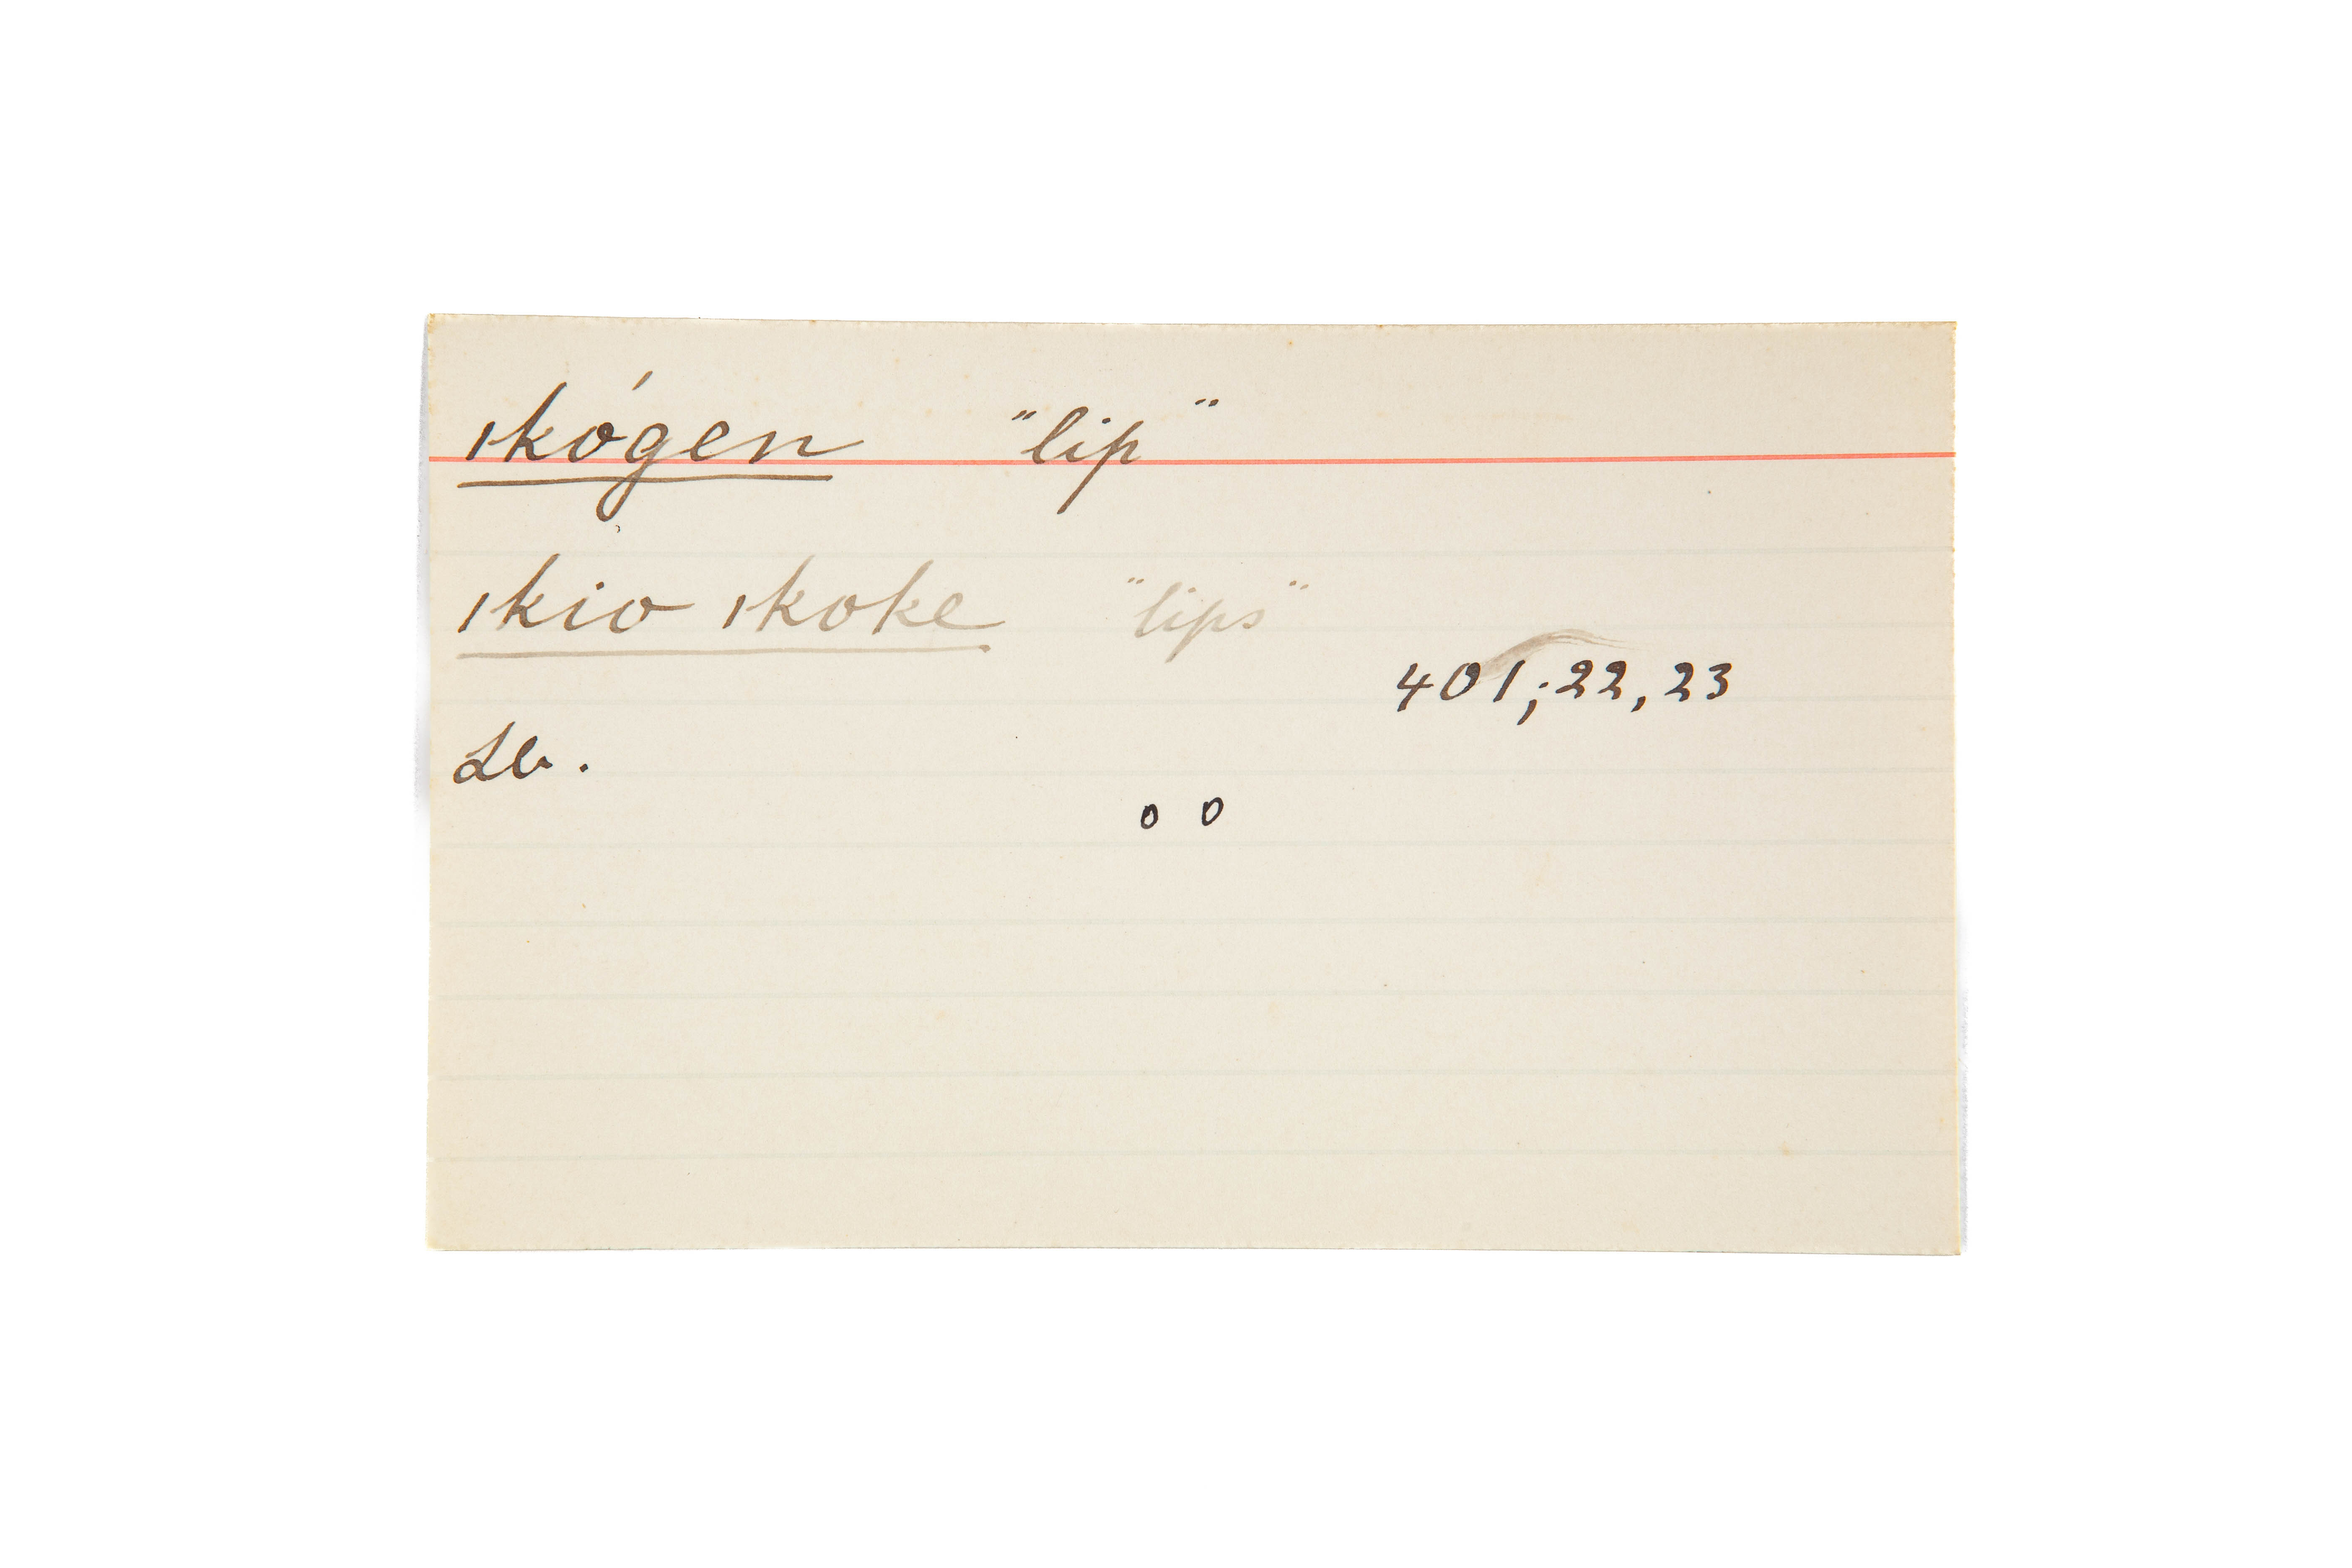 ıkógen "lip"
ıkio ıkoke "lips"
401;22,23
Lb.
o o